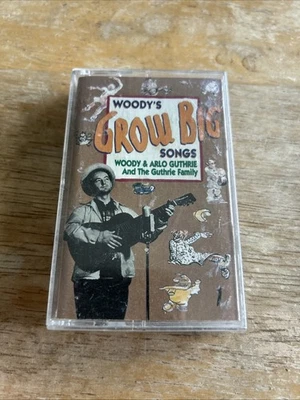 WOODY'S
GROW BIG
SONGS
WOODY & ARLO GUTHRIE
And The Guthrie Family